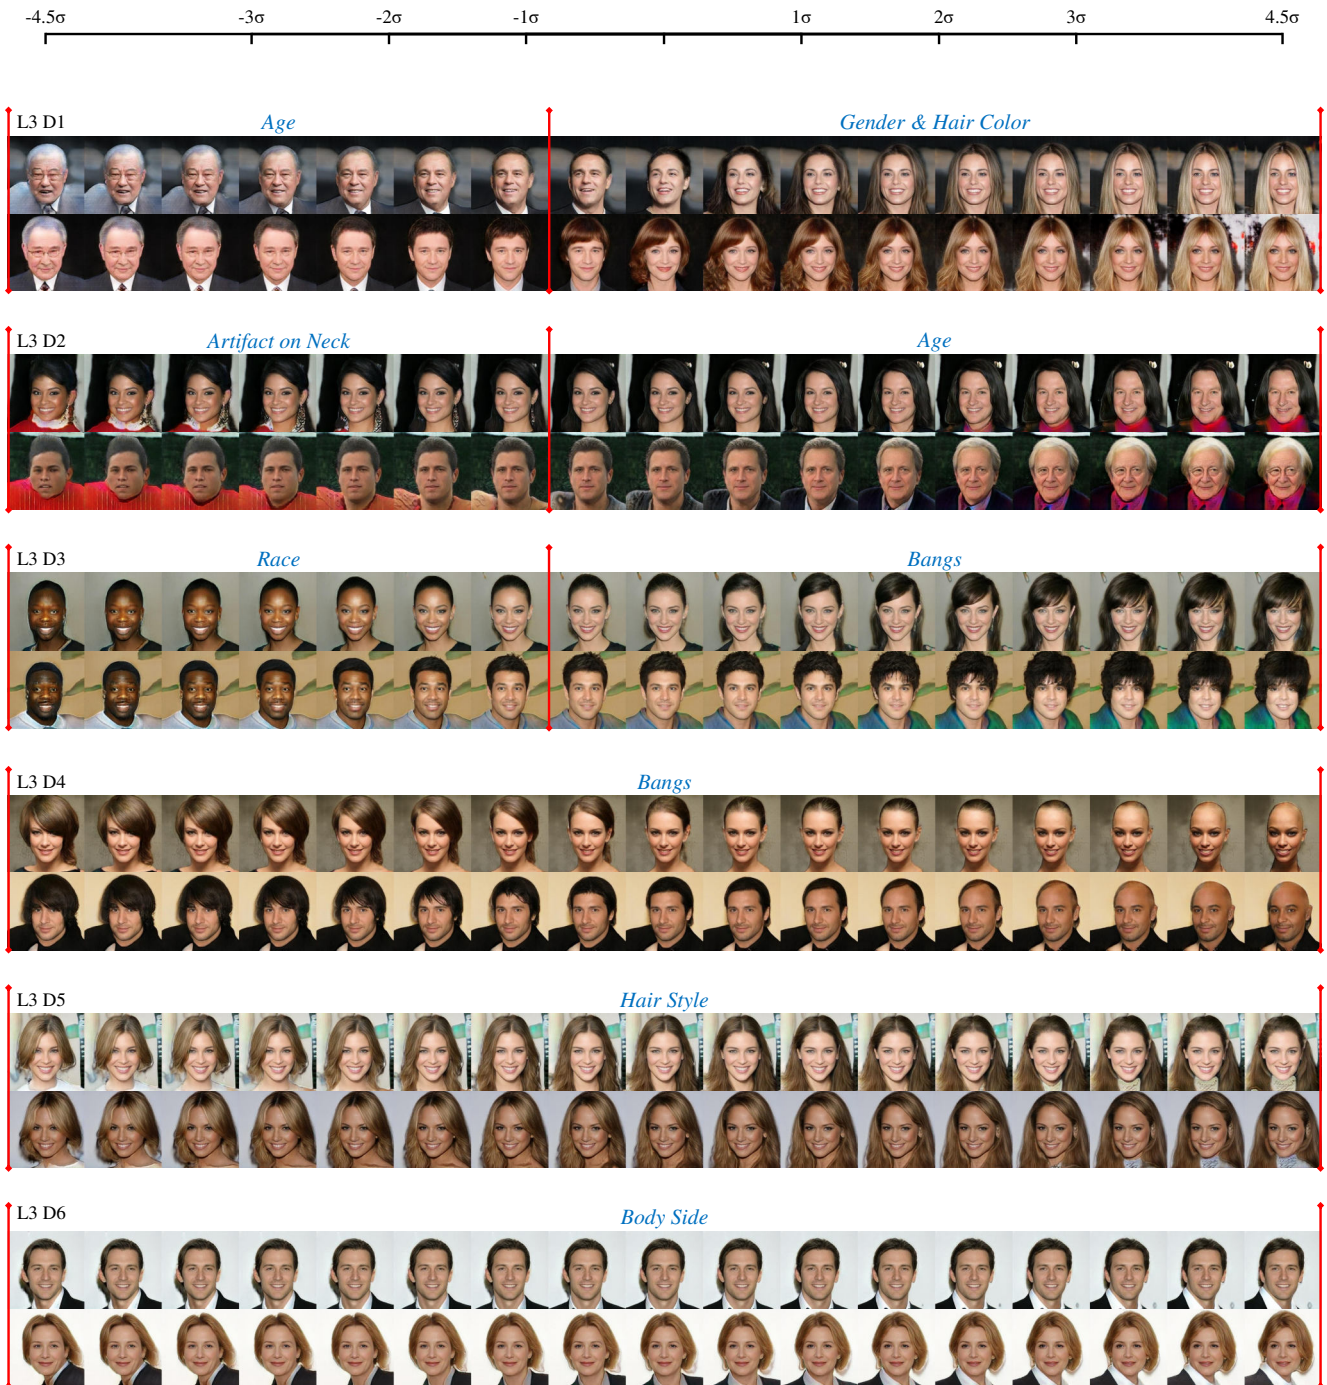 -4.5σ -3σ -2σ -1σ 1σ 2σ 3σ 4.5σ
L3 D1 Age Gender & Hair Color
L3 D2 Artifact on Neck Age
L3 D3 Race Bangs
L3 D4 Bangs
L3 D5 Hair Style
L3 D6 Body Side